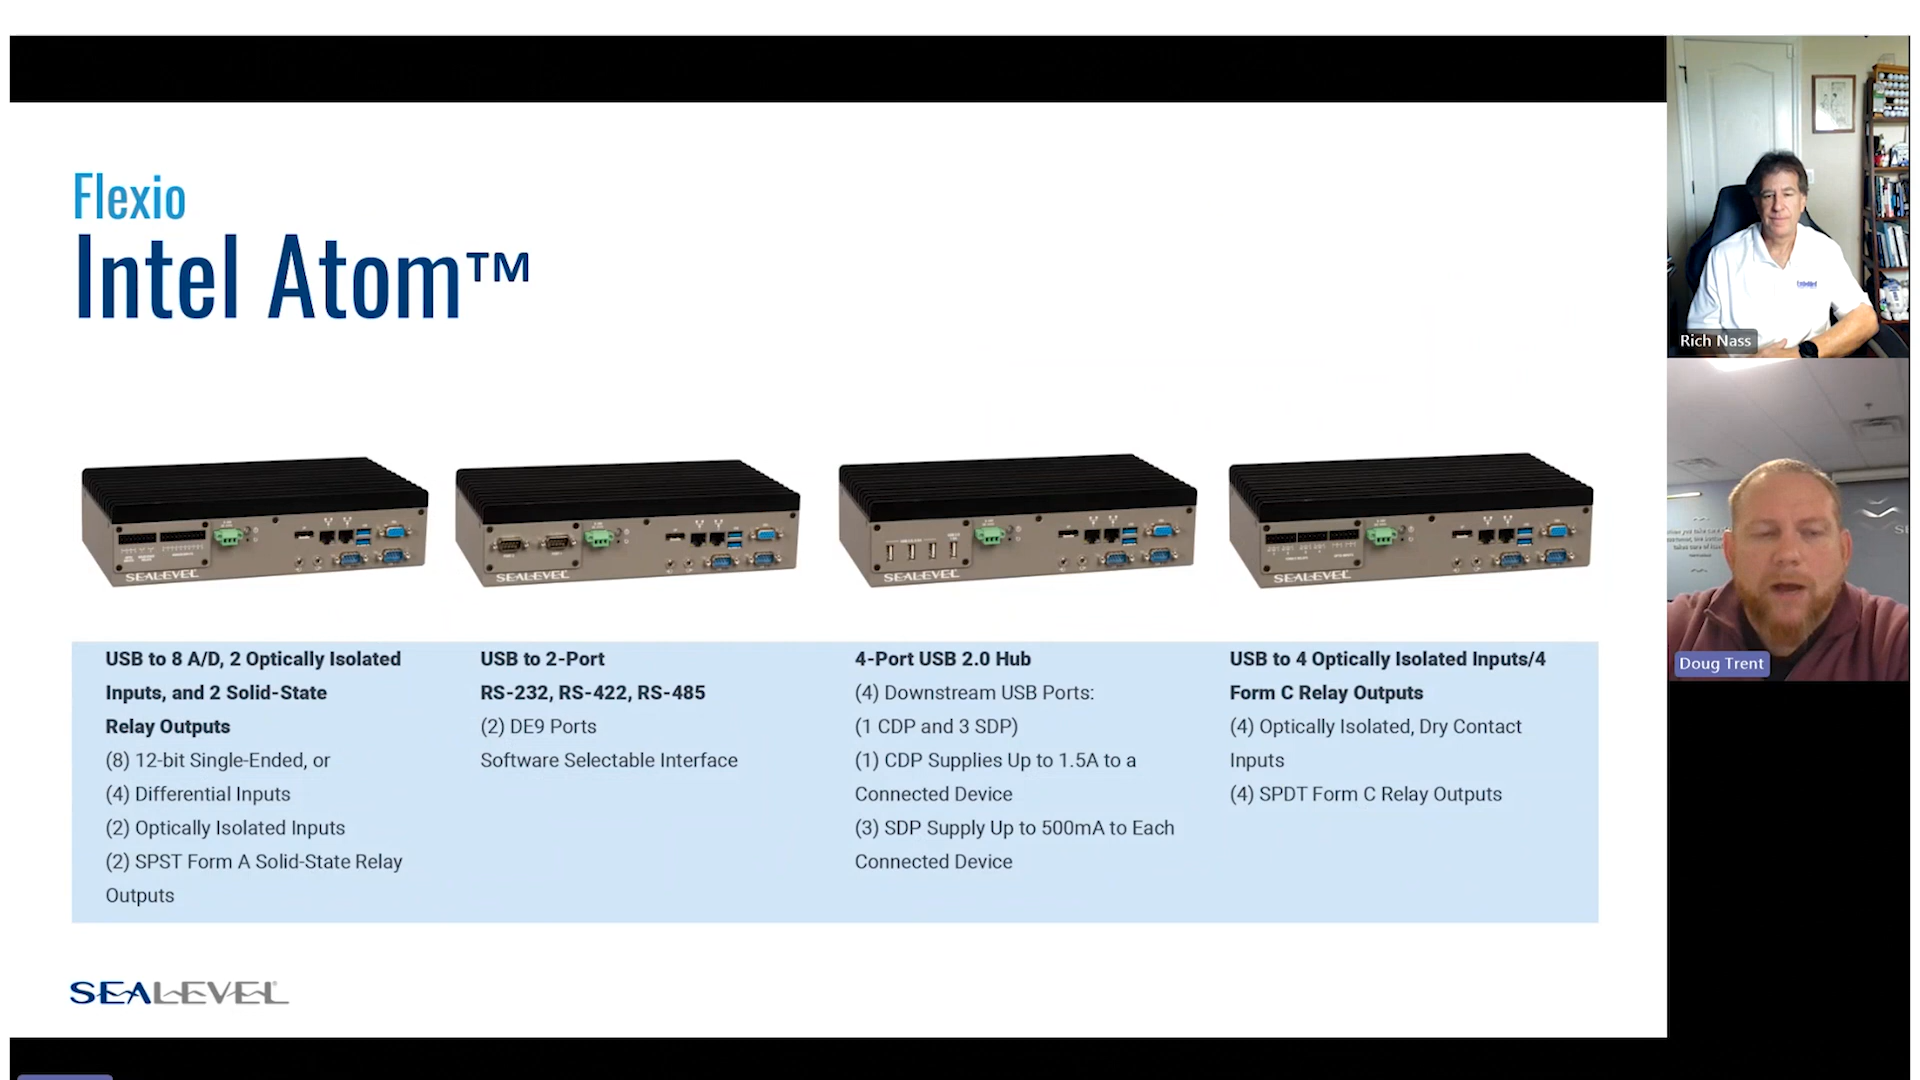 Flexio
Intel Atom™
SEALEVEL
SEALEVEL
SEALEVEL
SEALEVEL
USB to 8 A/D, 2 Optically Isolated
Inputs, and 2 Solid-State
Relay Outputs
(8) 12-bit Single-Ended, or
(4) Differential Inputs
(2) Optically Isolated Inputs
(2) SPST Form A Solid-State Relay
Outputs
USB to 2-Port
RS-232, RS-422, RS-485
(2) DE9 Ports
Software Selectable Interface
4-Port USB 2.0 Hub
(4) Downstream USB Ports:
(1 CDP and 3 SDP)
(1) CDP Supplies Up to 1.5A to a
Connected Device
(3) SDP Supply Up to 500mA to Each
Connected Device
USB to 4 Optically Isolated Inputs/4
Form C Relay Outputs
(4) Optically Isolated, Dry Contact
Inputs
(4) SPDT Form C Relay Outputs
SEALEVEL
Rich Nass
Doug Trent